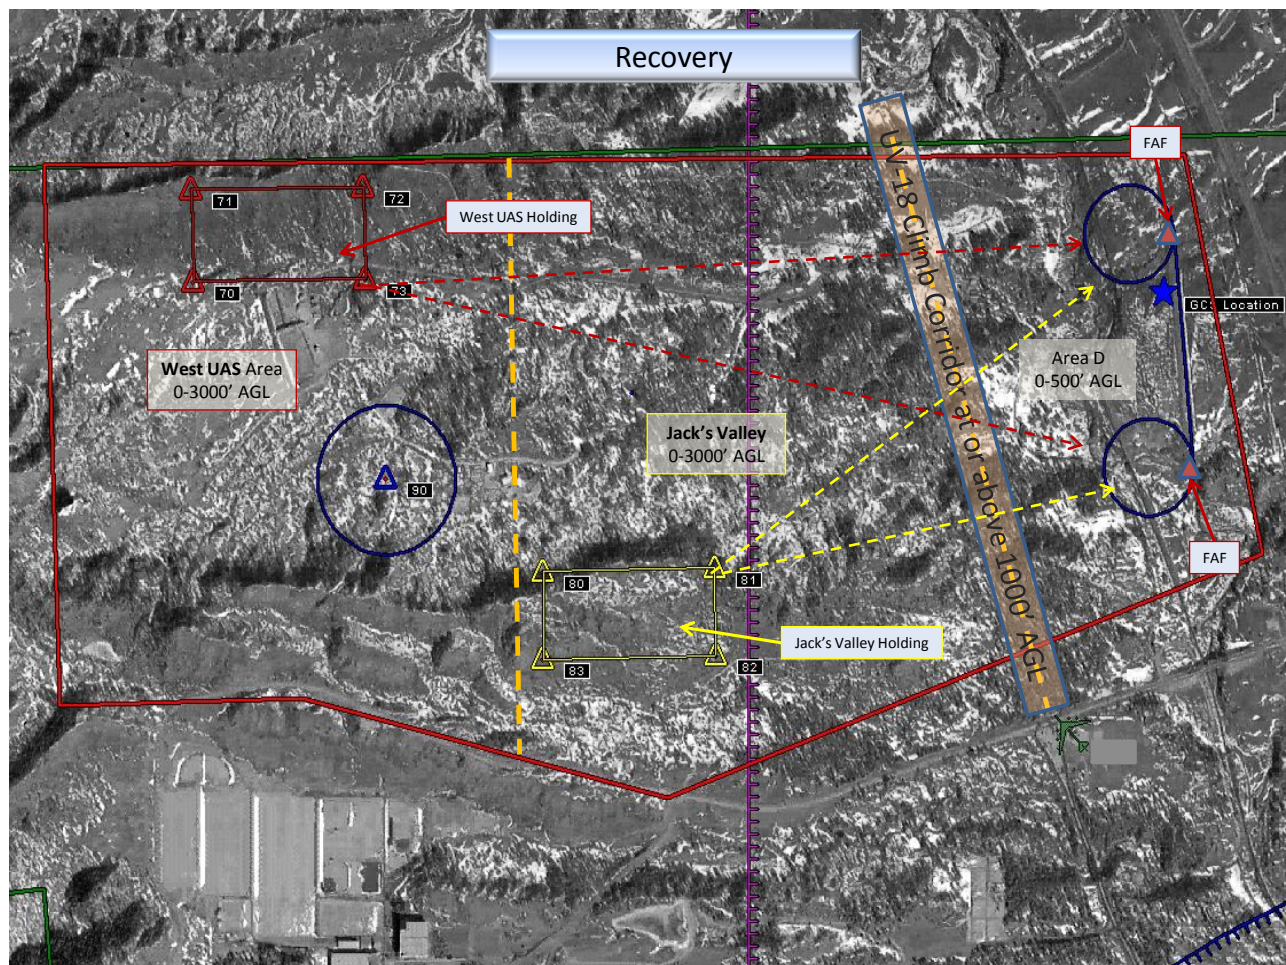 Recovery
FAF
71
72
West UAS Holding
70
73
GCS Location
West UAS Area
0-3000’ AGL
Area D
0-500’ AGL
Jack’s Valley
0-3000’ AGL
UV -18 Climb Corridor at or above 1000’ AGL
90
FAF
80
81
Jack’s Valley Holding
83
82